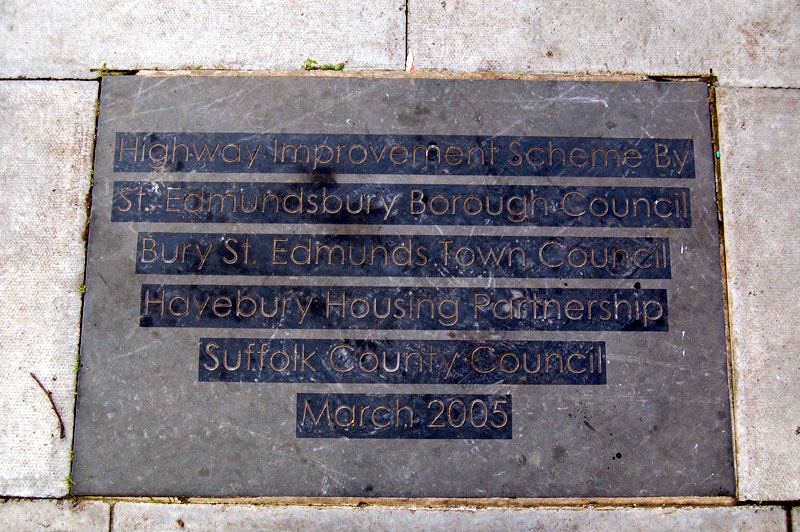 Highway Improvement Scheme By
St. Edmundsbury Borough Council
Bury St. Edmunds Town Council
Havebury Housing Partnership
Suffolk County Council
March 2005